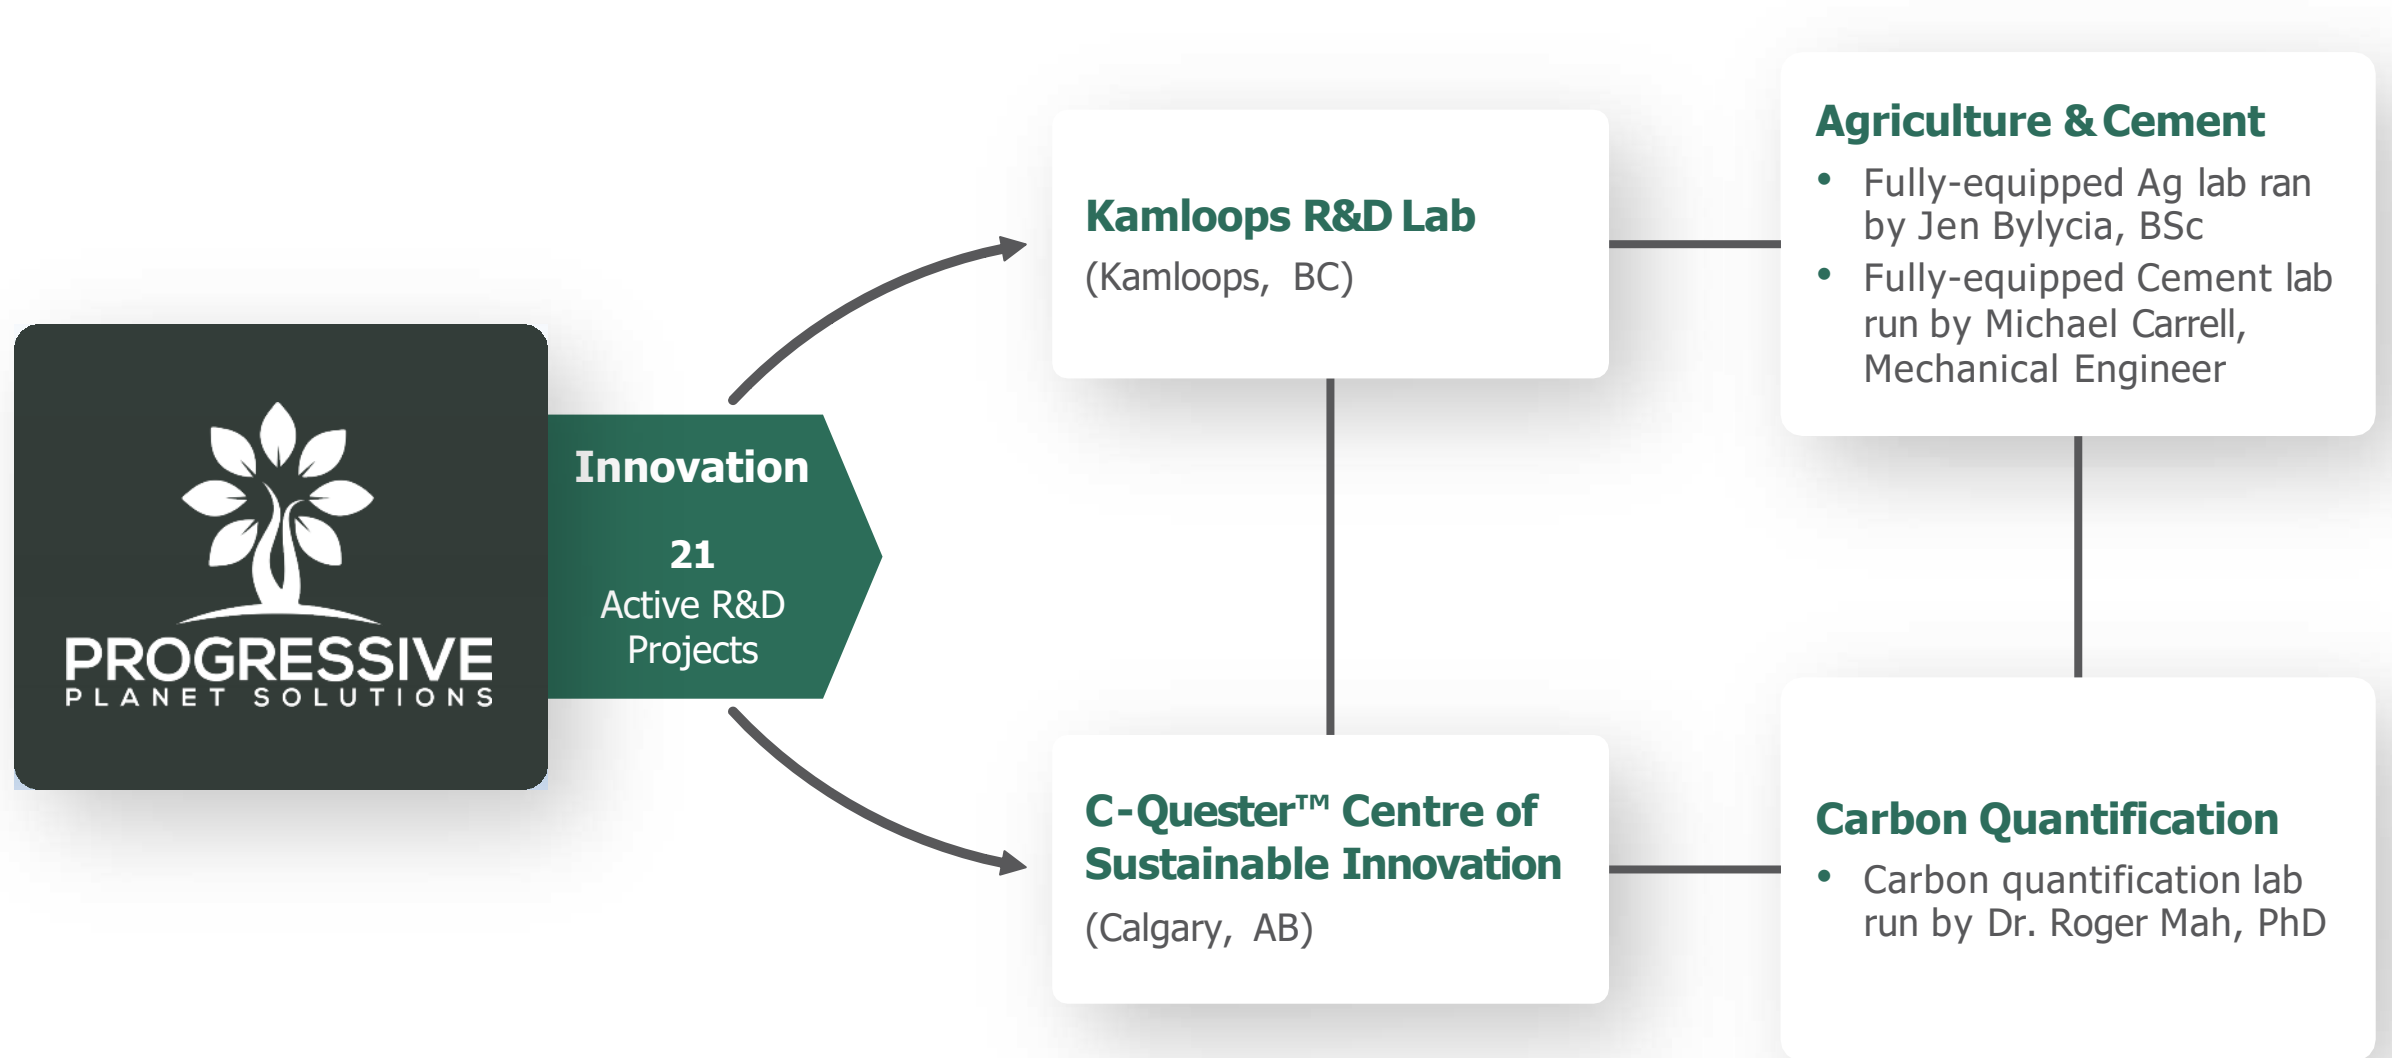 PROGRESSIVE
PLANET SOLUTIONS
Innovation
21
Active R&D
Projects
Kamloops R&D Lab
(Kamloops, BC)
C-Quester™ Centre of
Sustainable Innovation
(Calgary, AB)
Agriculture & Cement
• Fully-equipped Ag lab ran
by Jen Bylycia, BSc
• Fully-equipped Cement lab
run by Michael Carrell,
Mechanical Engineer
Carbon Quantification
• Carbon quantification lab
run by Dr. Roger Mah, PhD